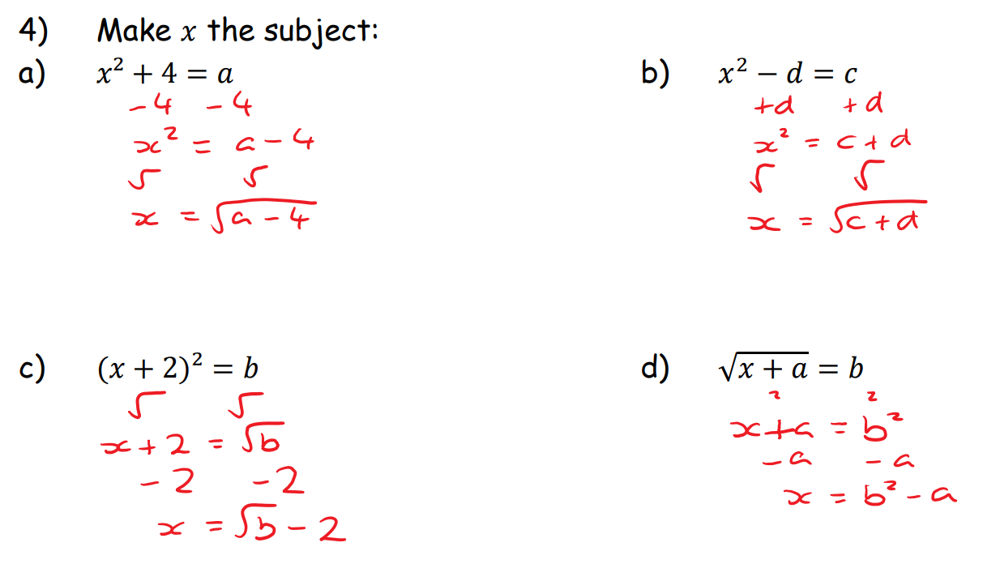 4) Make x the subject:
a) x² + 4 = a
-4 -4
x² = a - 4
√ √
x = √(a - 4)
b) x² − d = c
+d +d
x² = c + d
√ √
x = √(c + d)
c) (x + 2)² = b
√ √
x + 2 = √b
-2 -2
x = √b - 2
d) √(x + a) = b
² ²
x + a = b²
-a -a
x = b² - a